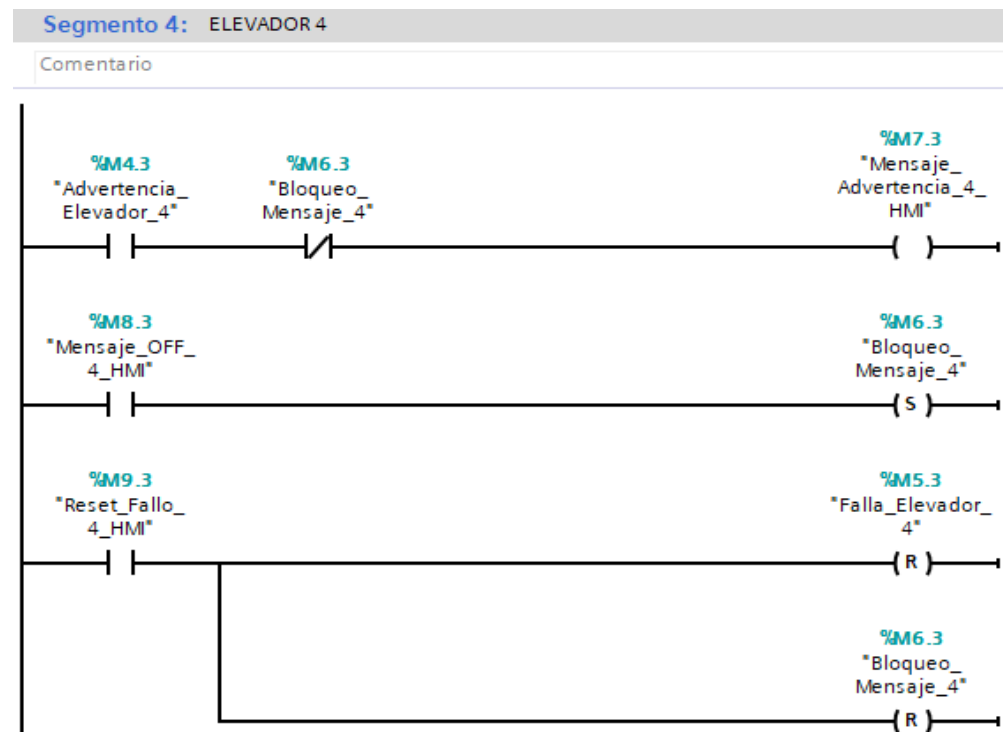 Segmento 4: ELEVADOR 4
Comentario
%M4.3
"Advertencia_
Elevador_4"
%M6.3
"Bloqueo_
Mensaje_4"
%M7.3
"Mensaje_
Advertencia_4_
HMI"
%M8.3
"Mensaje_OFF_
4_HMI"
%M6.3
"Bloqueo_
Mensaje_4"
S
%M9.3
"Reset_Fallo_
4_HMI"
%M5.3
"Falla_Elevador_
4"
R
%M6.3
"Bloqueo_
Mensaje_4"
R